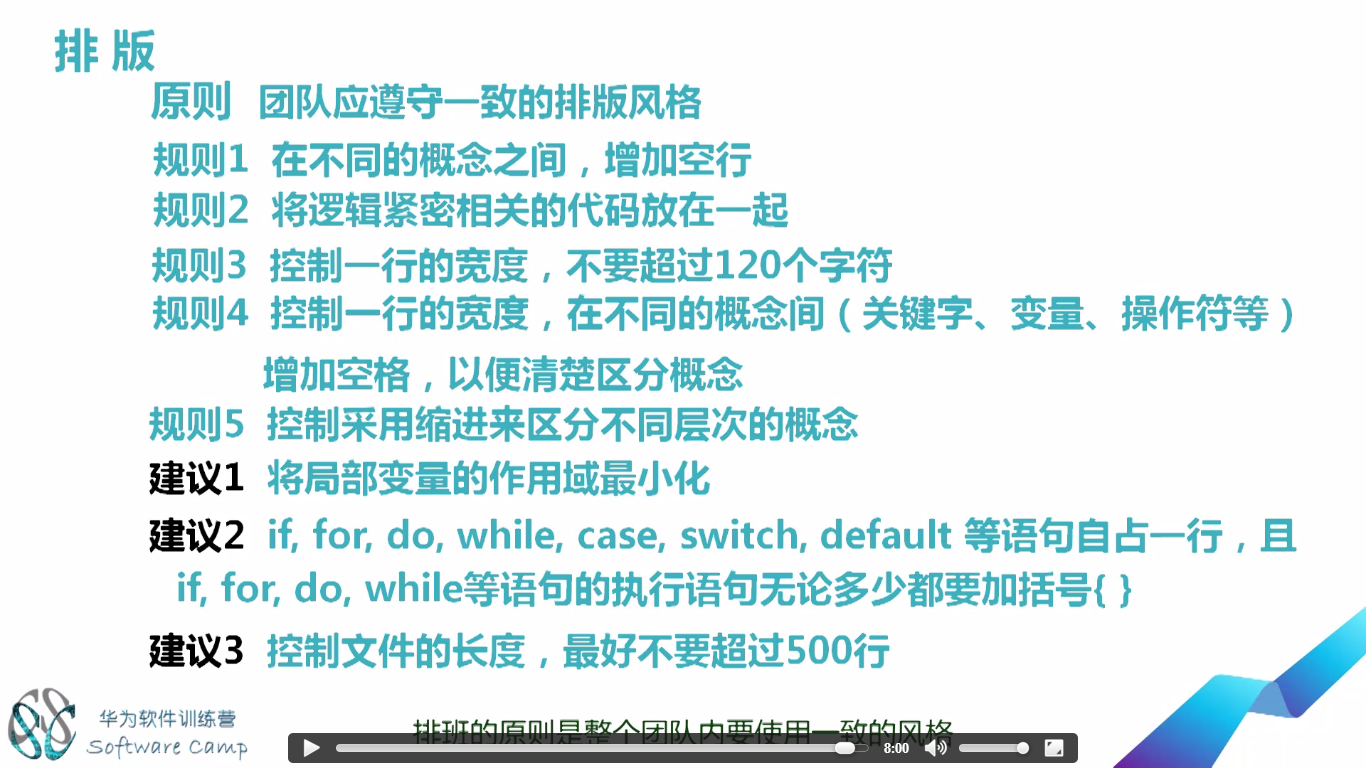 排 版
原则 团队应遵守一致的排版风格
规则1 在不同的概念之间，增加空行
规则2 将逻辑紧密相关的代码放在一起
规则3 控制一行的宽度，不要超过120个字符
规则4 控制一行的宽度，在不同的概念间（关键字、变量、操作符等）
增加空格，以便清楚区分概念
规则5 控制采用缩进来区分不同层次的概念
建议1 将局部变量的作用域最小化
建议2 if, for, do, while, case, switch, default 等语句自占一行，且
if, for, do, while等语句的执行语句无论多少都要加括号{ }
建议3 控制文件的长度，最好不要超过500行
华为软件训练营
Software Camp
排班的原则是整个团队内要使用一致的风格
8:00